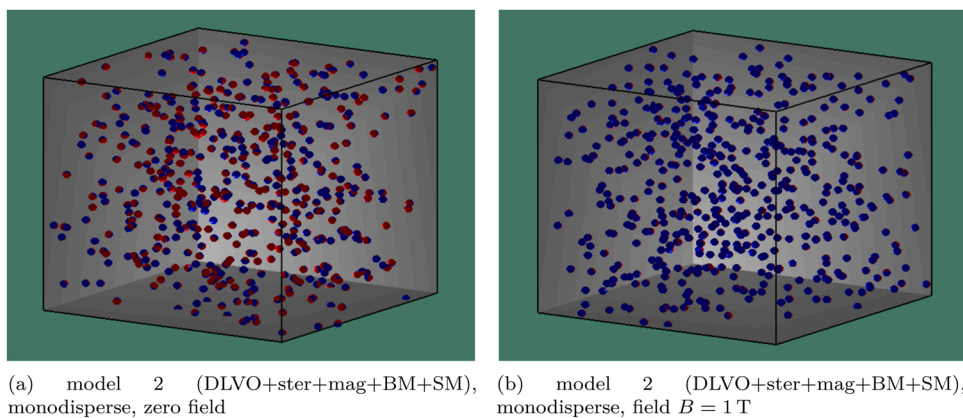 (a) model 2 (DLVO+ster+mag+BM+SM),
monodisperse, zero field
(b) model 2 (DLVO+ster+mag+BM+SM),
monodisperse, field B = 1 T